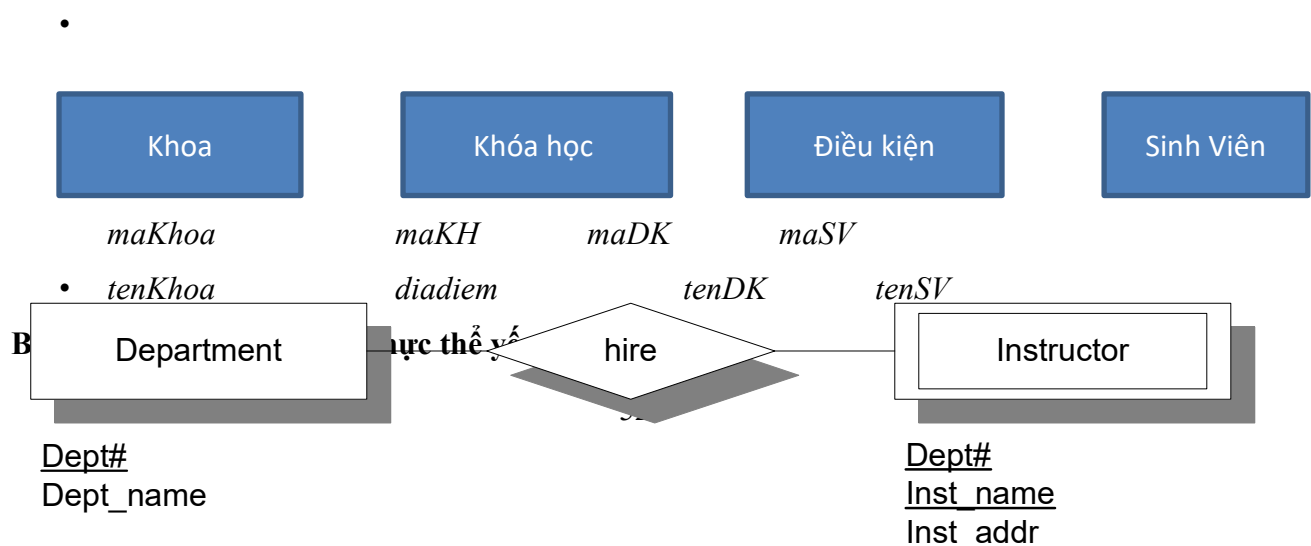 •
Khoa Khóa học Điều kiện Sinh Viên
maKhoa maKH maDK maSV
• tenKhoa diadiem tenDK tenSV
Department thể hire Instructor
Dept# Dept#
Dept_name Inst_name
Inst_addr